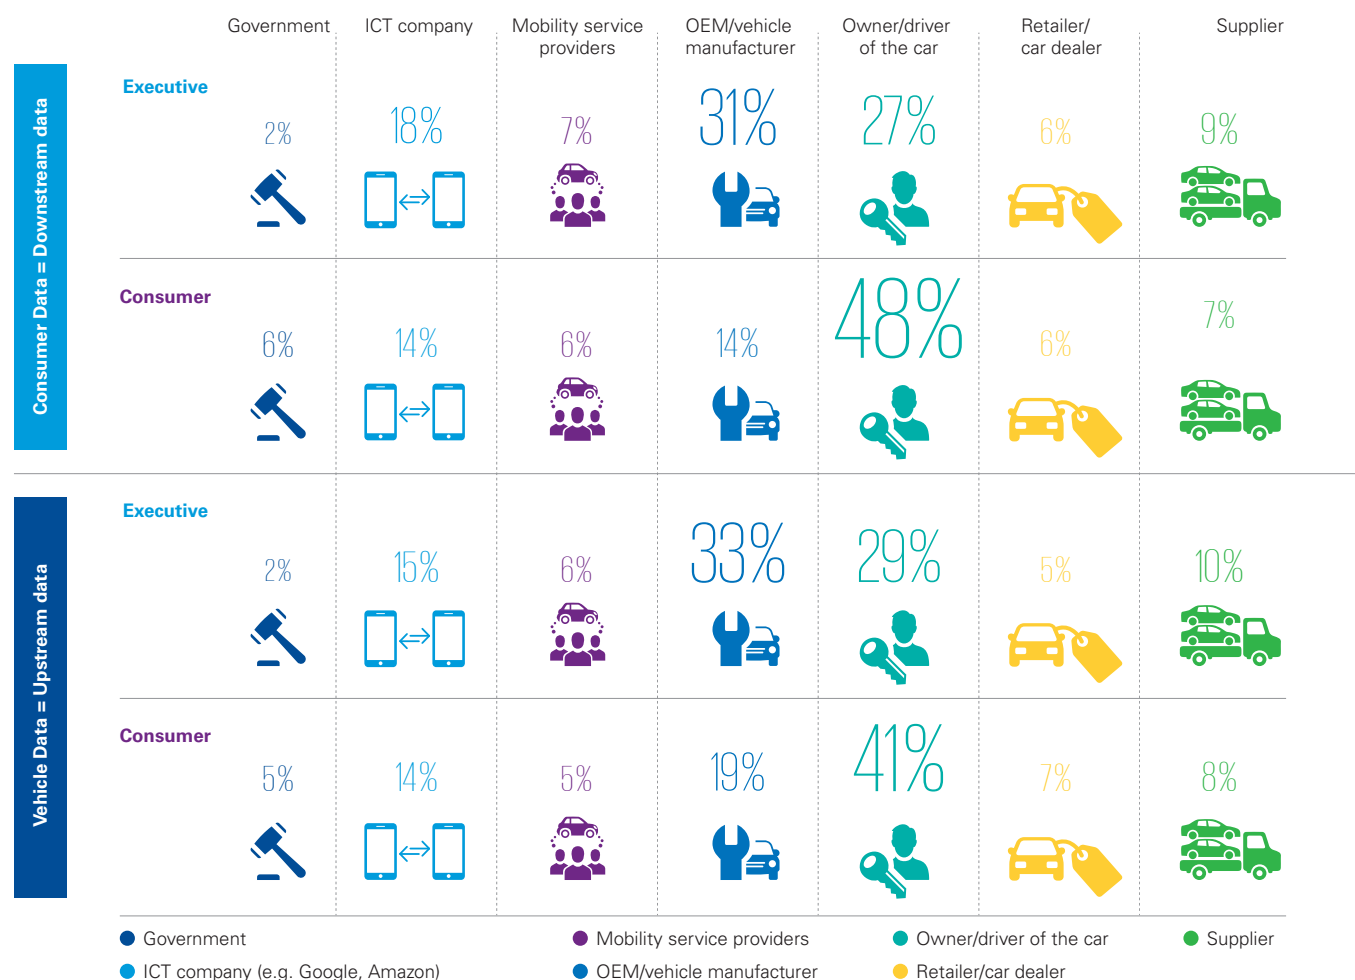 Government
ICT company
Mobility service
providers
OEM/vehicle
manufacturer
Owner/driver
of the car
Retailer/
car dealer
Supplier
Consumer Data = Downstream data
Executive
2%
18%
7%
31%
27%
6%
9%
Consumer
6%
14%
6%
14%
48%
6%
7%
Vehicle Data = Upstream data
Executive
2%
15%
6%
33%
29%
5%
10%
Consumer
5%
14%
5%
19%
41%
7%
8%
Government
Mobility service providers
Owner/driver of the car
Supplier
ICT company (e.g. Google, Amazon)
OEM/vehicle manufacturer
Retailer/car dealer